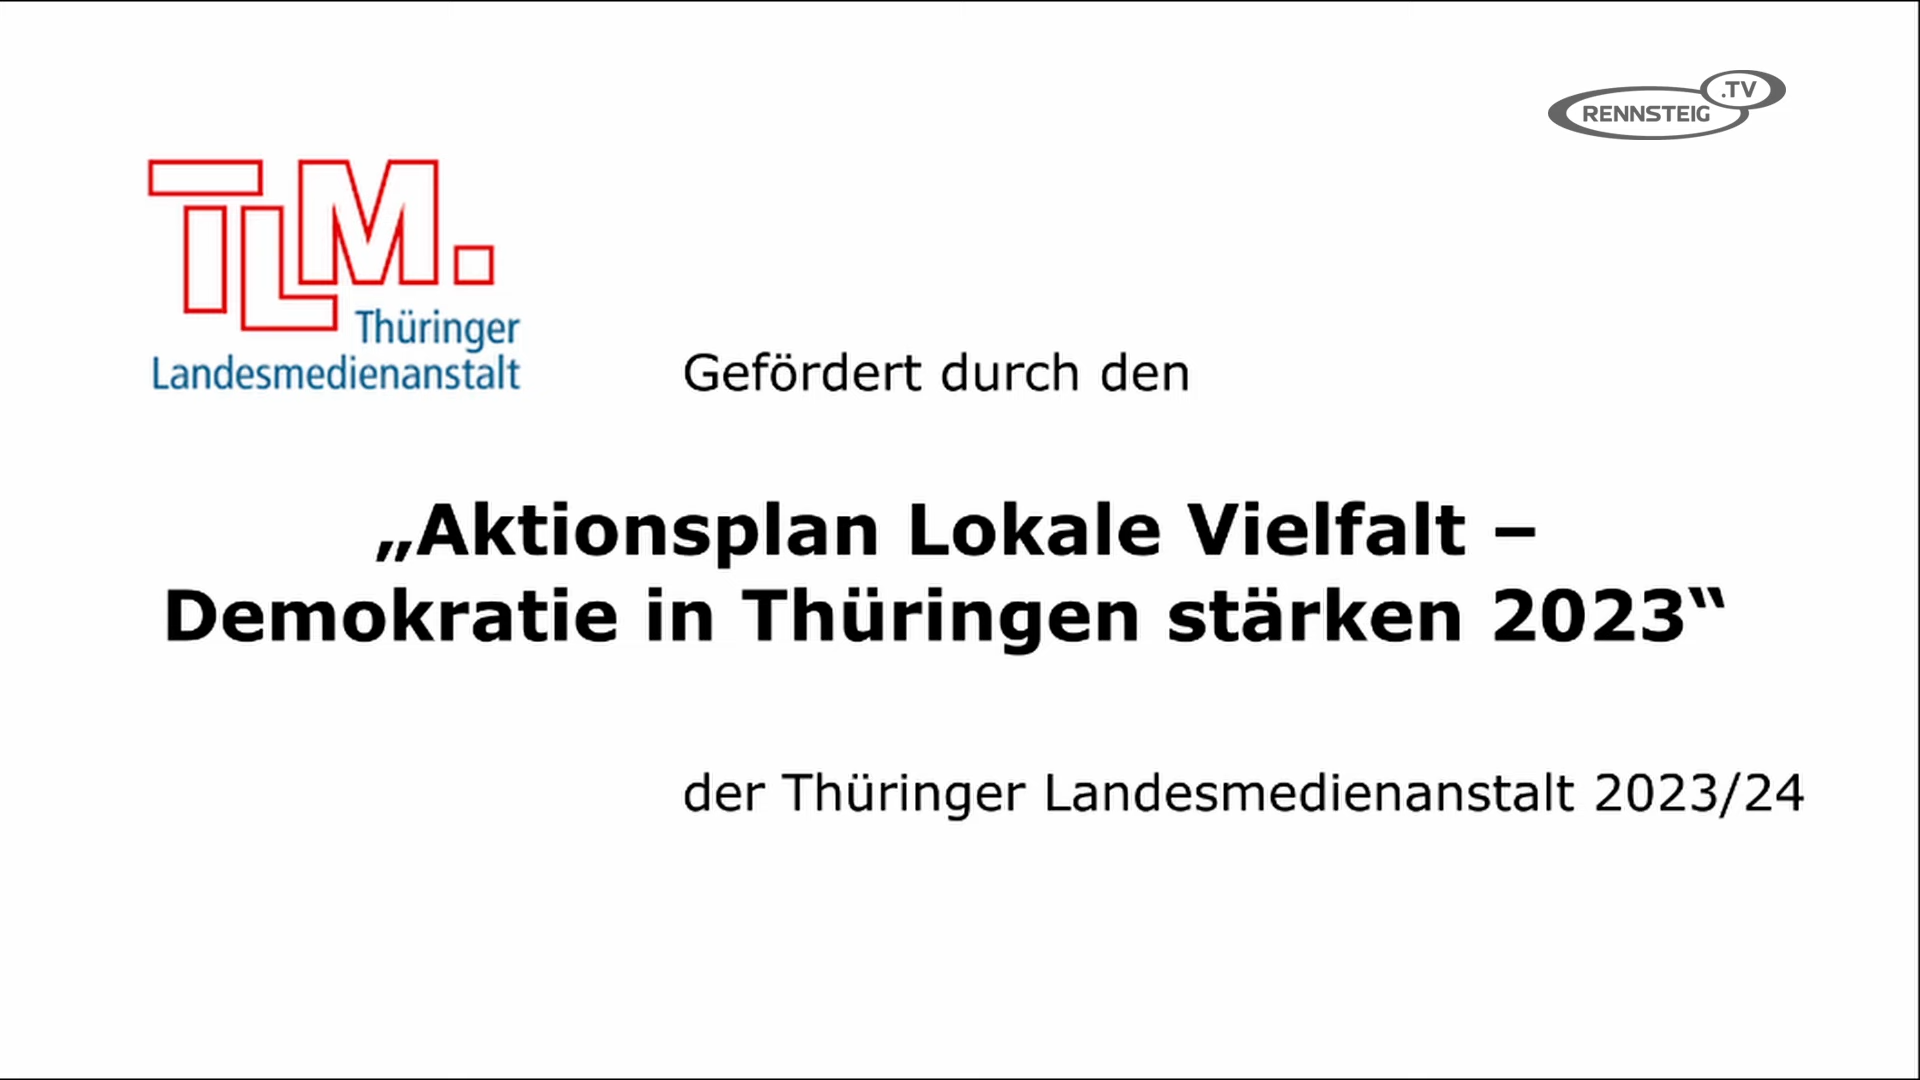 RENNSTEIG .TV
TLM.
Thüringer
Landesmedienanstalt
Gefördert durch den
„Aktionsplan Lokale Vielfalt –
Demokratie in Thüringen stärken 2023“
der Thüringer Landesmedienanstalt 2023/24